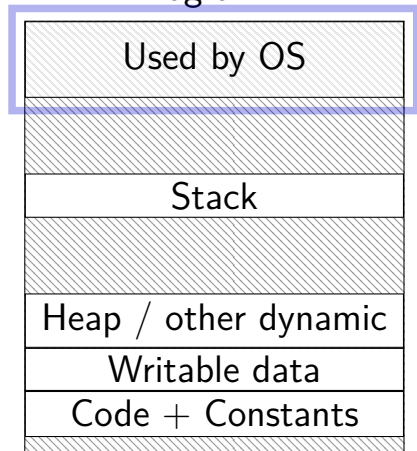 Used by OS
Stack
Heap / other dynamic
Writable data
Code + Constants